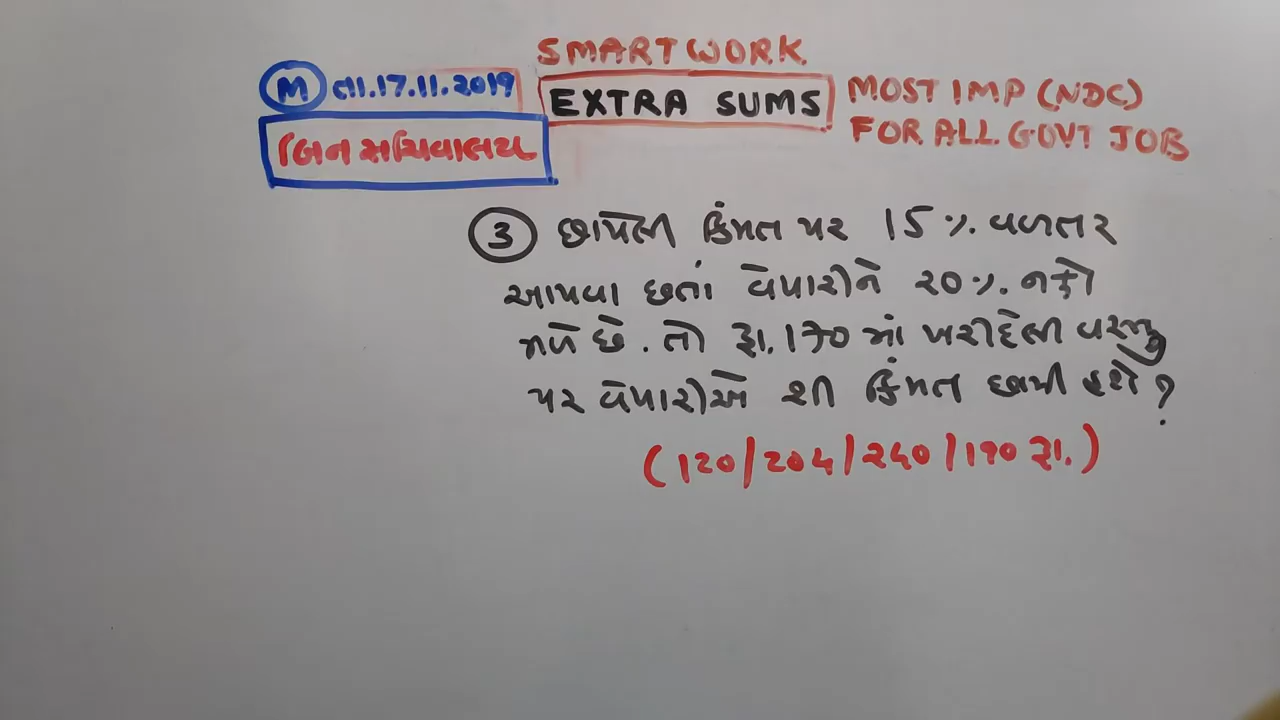 SMART WORK
M તા.17.11.2019
EXTRA SUMS
MOST IMP (NDC)
FOR ALL GOVT JOB
બિન સચિવાલય
3 છાપેલી કિંમત પર 15 %. વળતર
આપવા છતાં વેપારીને 20 %. નફો
મળે છે. તો રૂા. 170 માં ખરીદેલી વસ્તુ
પર વેપારીએ શી કિંમત છાપી હશે ?
(120/204/240/190 રૂા.)